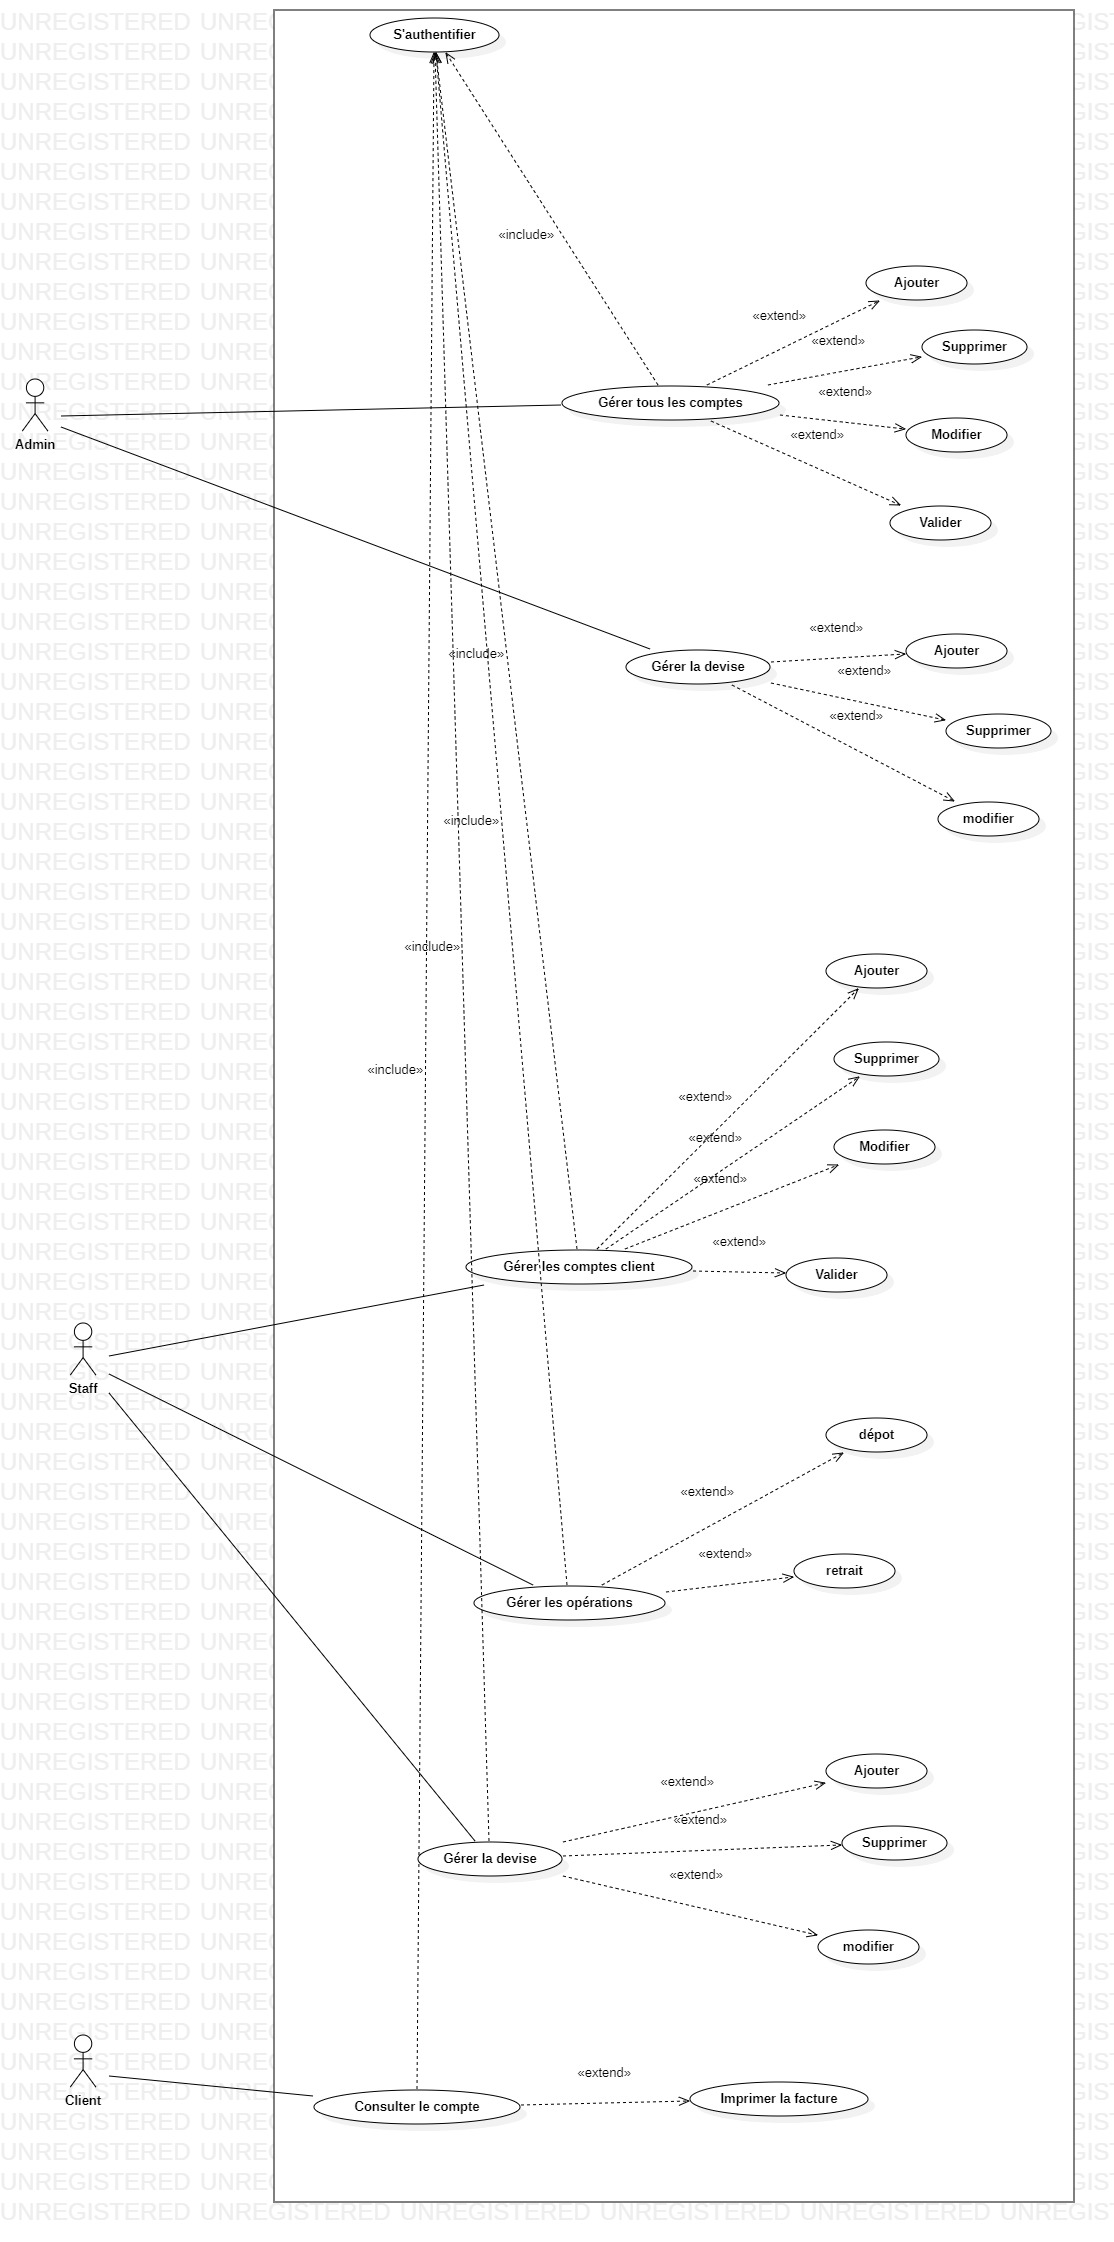 S'authentifier
«include»
Ajouter
«extend»
«extend»
Supprimer
«extend»
Gérer tous les comptes
Admin
«extend»
Modifier
Valider
«extend»
Ajouter
«include»
Gérer la devise
«extend»
«extend»
Supprimer
«include»
modifier
«include»
Ajouter
Supprimer
«include»
«extend»
«extend»
Modifier
«extend»
«extend»
Gérer les comptes client
Valider
Staff
dépot
«extend»
«extend»
retrait
Gérer les opérations
Ajouter
«extend»
«extend»
Supprimer
Gérer la devise
«extend»
modifier
Client
«extend»
Consulter le compte
Imprimer la facture
UNREGISTERED UNREGISTERED UNREGISTERED UNREGISTERED UNREGISTERED UNREGIS